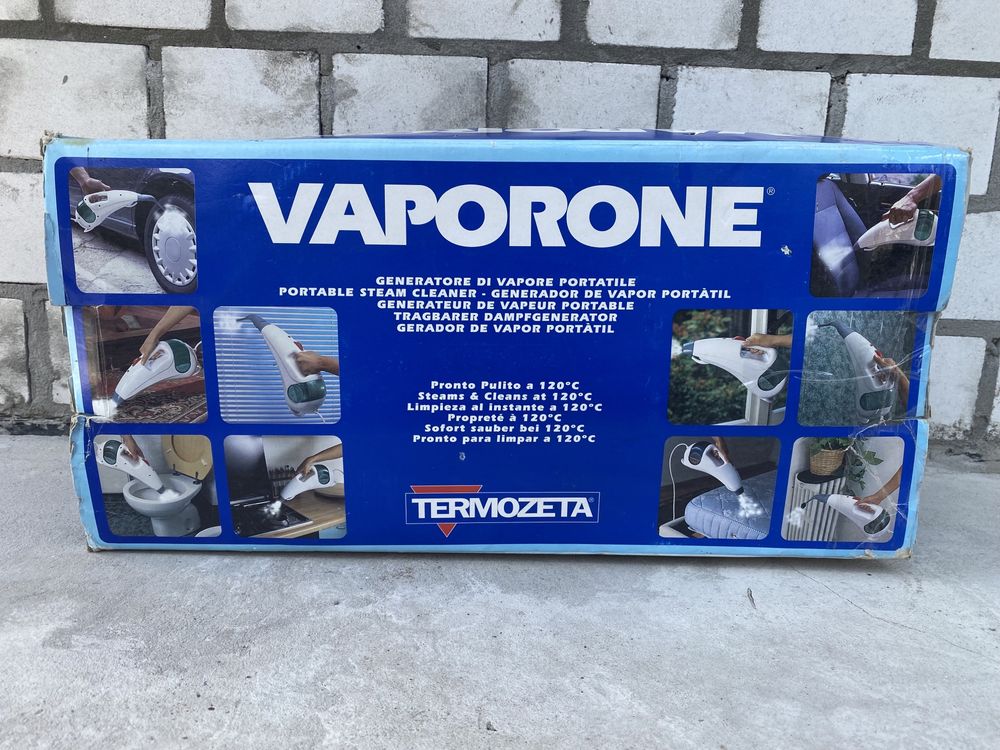 VAPORONE®
GENERATORE DI VAPORE PORTATILE
PORTABLE STEAM CLEANER - GENERADOR DE VAPOR PORTÀTIL
GENERATEUR DE VAPEUR PORTABLE
TRAGBARER DAMPFGENERATOR
GERADOR DE VAPOR PORTÀTIL
Pronto Pulito a 120°C
Steams & Cleans at 120°C
Limpieza al instante a 120°C
Propreté à 120°C
Sofort sauber bei 120°C
Pronto para limpar a 120°C
TERMOZETA®